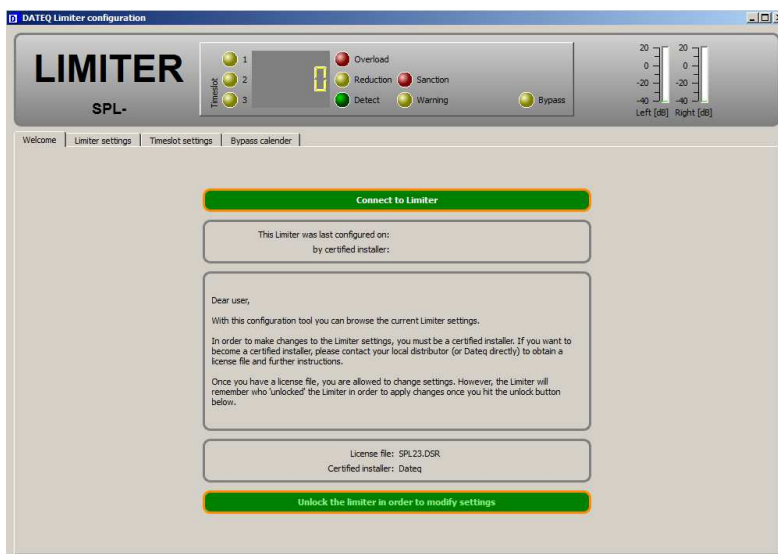 DATEQ Limiter configuration
LIMITER
SPL-
Timeslot
1
2
3
0
Overload
Reduction
Sanction
Detect
Warning
Bypass
20
0
-20
-40
Left [dB]
20
0
-20
-40
Right [dB]
Welcome
Limiter settings
Timeslot settings
Bypass calender
Connect to Limiter
This Limiter was last configured on:
by certified installer:
Dear user,
With this configuration tool you can browse the current Limiter settings.
In order to make changes to the Limiter settings, you must be a certified installer. If you want to
become a certified installer, please contact your local distributor (or Dateq directly) to obtain a
license file and further instructions.
Once you have a license file, you are allowed to change settings. However, the Limiter will
remember who 'unlocked' the Limiter in order to apply changes once you hit the unlock button
below.
License file: SPL23.DSR
Certified installer: Dateq
Unlock the limiter in order to modify settings